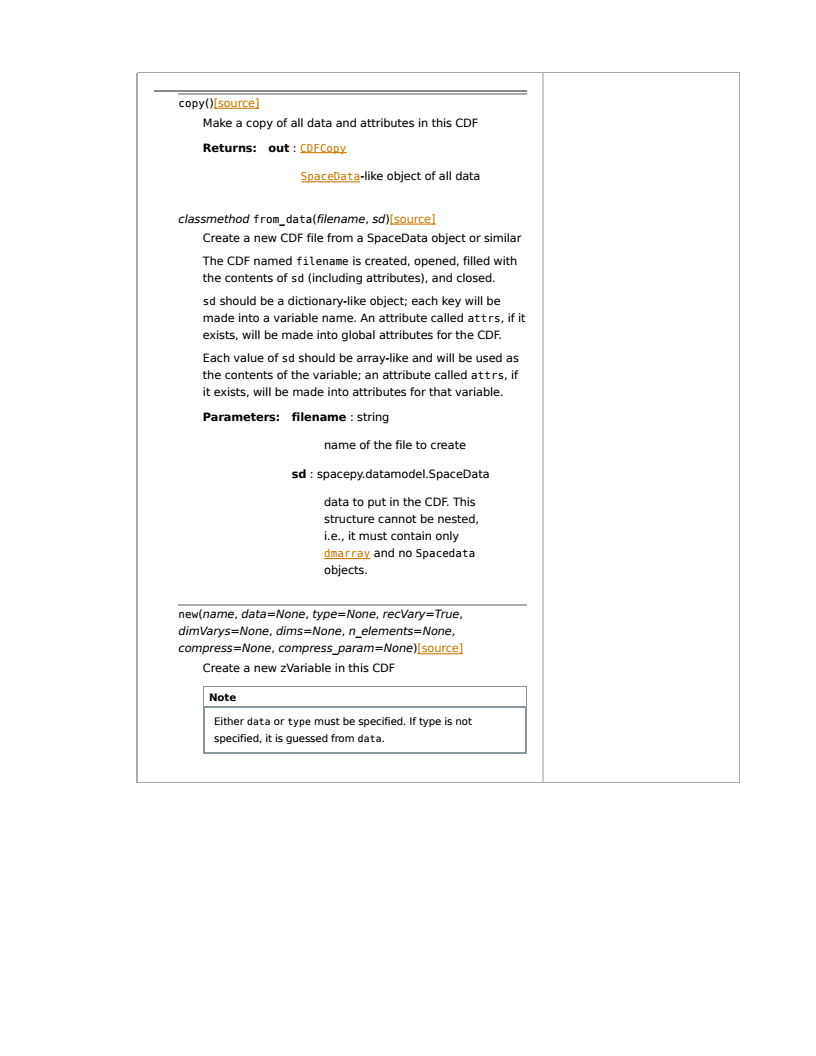 copy()[source]
Make a copy of all data and attributes in this CDF
Returns: out : CDFCopy
SpaceData-like object of all data
classmethod from_data(filename, sd)[source]
Create a new CDF file from a SpaceData object or similar
The CDF named filename is created, opened, filled with
the contents of sd (including attributes), and closed.
sd should be a dictionary-like object; each key will be
made into a variable name. An attribute called attrs, if it
exists, will be made into global attributes for the CDF.
Each value of sd should be array-like and will be used as
the contents of the variable; an attribute called attrs, if
it exists, will be made into attributes for that variable.
Parameters: filename : string
name of the file to create
sd : spacepy.datamodel.SpaceData
data to put in the CDF. This
structure cannot be nested,
i.e., it must contain only
dmarray and no Spacedata
objects.
new(name, data=None, type=None, recVary=True,
dimVarys=None, dims=None, n_elements=None,
compress=None, compress_param=None)[source]
Create a new zVariable in this CDF
Note
Either data or type must be specified. If type is not
specified, it is guessed from data.